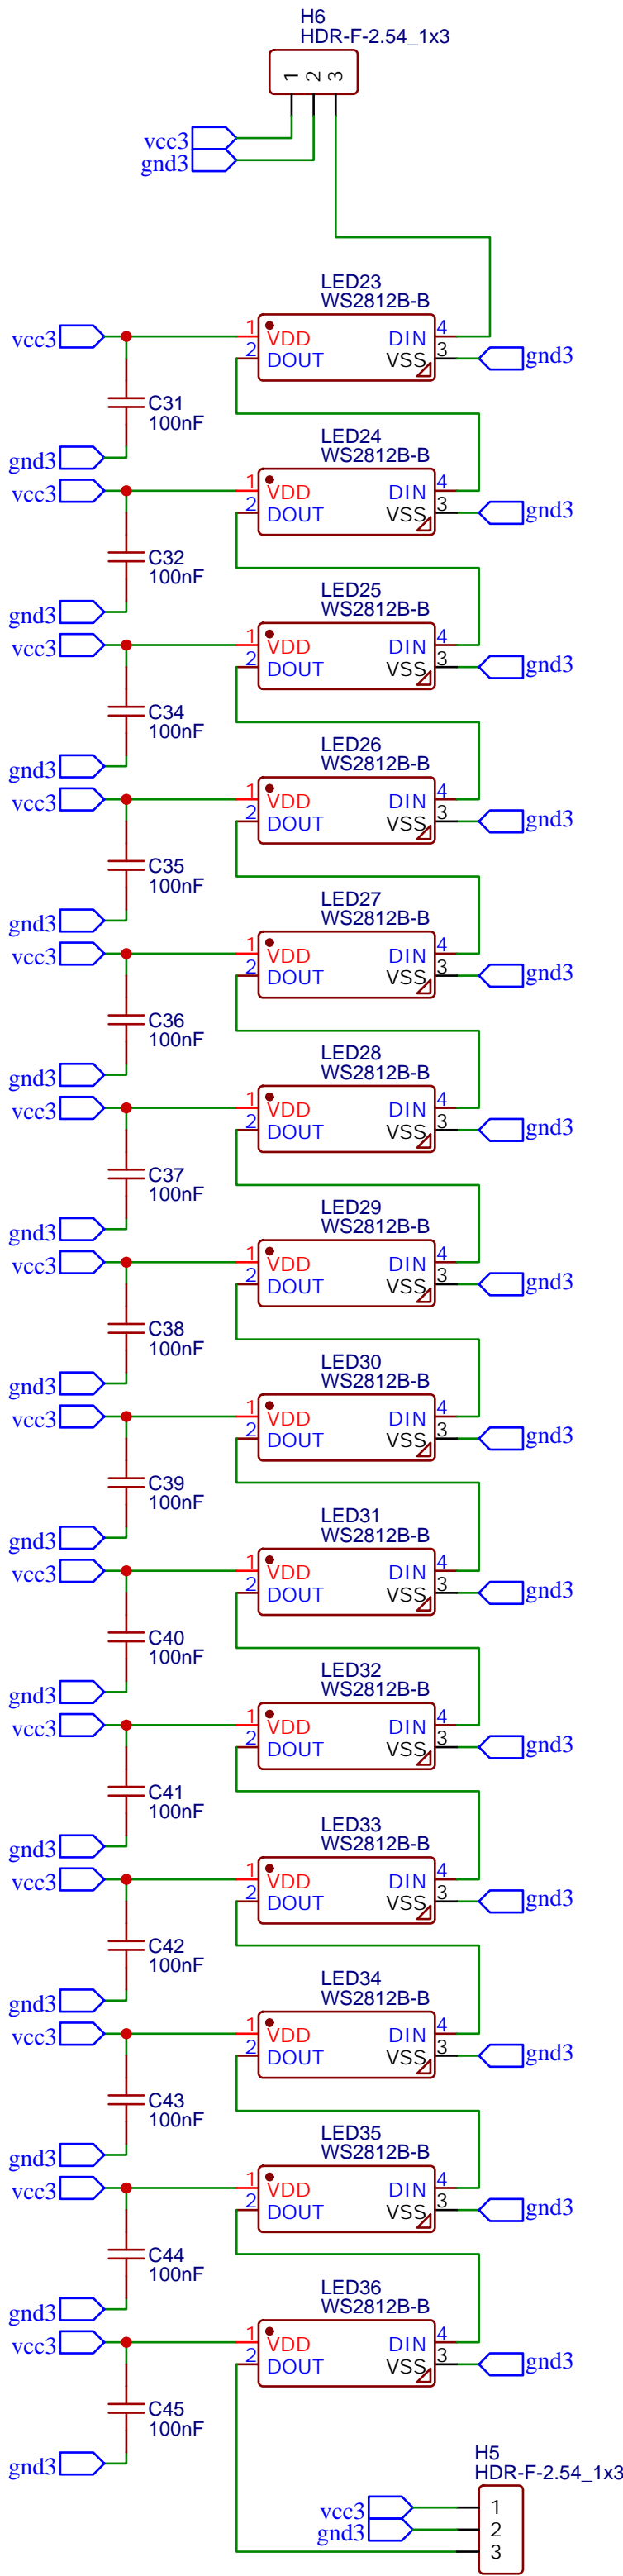 H6
HDR-F-2.54_1x3
1 2 3
vcc3
gnd3
LED23
WS2812B-B
vcc3 1 VDD DIN 4
2 DOUT VSS 3 gnd3
C31
100nF
gnd3
LED24
WS2812B-B
vcc3 1 VDD DIN 4
2 DOUT VSS 3 gnd3
C32
100nF
gnd3
LED25
WS2812B-B
vcc3 1 VDD DIN 4
2 DOUT VSS 3 gnd3
C34
100nF
gnd3
LED26
WS2812B-B
vcc3 1 VDD DIN 4
2 DOUT VSS 3 gnd3
C35
100nF
gnd3
LED27
WS2812B-B
vcc3 1 VDD DIN 4
2 DOUT VSS 3 gnd3
C36
100nF
gnd3
LED28
WS2812B-B
vcc3 1 VDD DIN 4
2 DOUT VSS 3 gnd3
C37
100nF
gnd3
LED29
WS2812B-B
vcc3 1 VDD DIN 4
2 DOUT VSS 3 gnd3
C38
100nF
gnd3
LED30
WS2812B-B
vcc3 1 VDD DIN 4
2 DOUT VSS 3 gnd3
C39
100nF
gnd3
LED31
WS2812B-B
vcc3 1 VDD DIN 4
2 DOUT VSS 3 gnd3
C40
100nF
gnd3
LED32
WS2812B-B
vcc3 1 VDD DIN 4
2 DOUT VSS 3 gnd3
C41
100nF
gnd3
LED33
WS2812B-B
vcc3 1 VDD DIN 4
2 DOUT VSS 3 gnd3
C42
100nF
gnd3
LED34
WS2812B-B
vcc3 1 VDD DIN 4
2 DOUT VSS 3 gnd3
C43
100nF
gnd3
LED35
WS2812B-B
vcc3 1 VDD DIN 4
2 DOUT VSS 3 gnd3
C44
100nF
gnd3
LED36
WS2812B-B
vcc3 1 VDD DIN 4
2 DOUT VSS 3 gnd3
C45
100nF
gnd3
H5
HDR-F-2.54_1x3
vcc3 1
gnd3 2
3